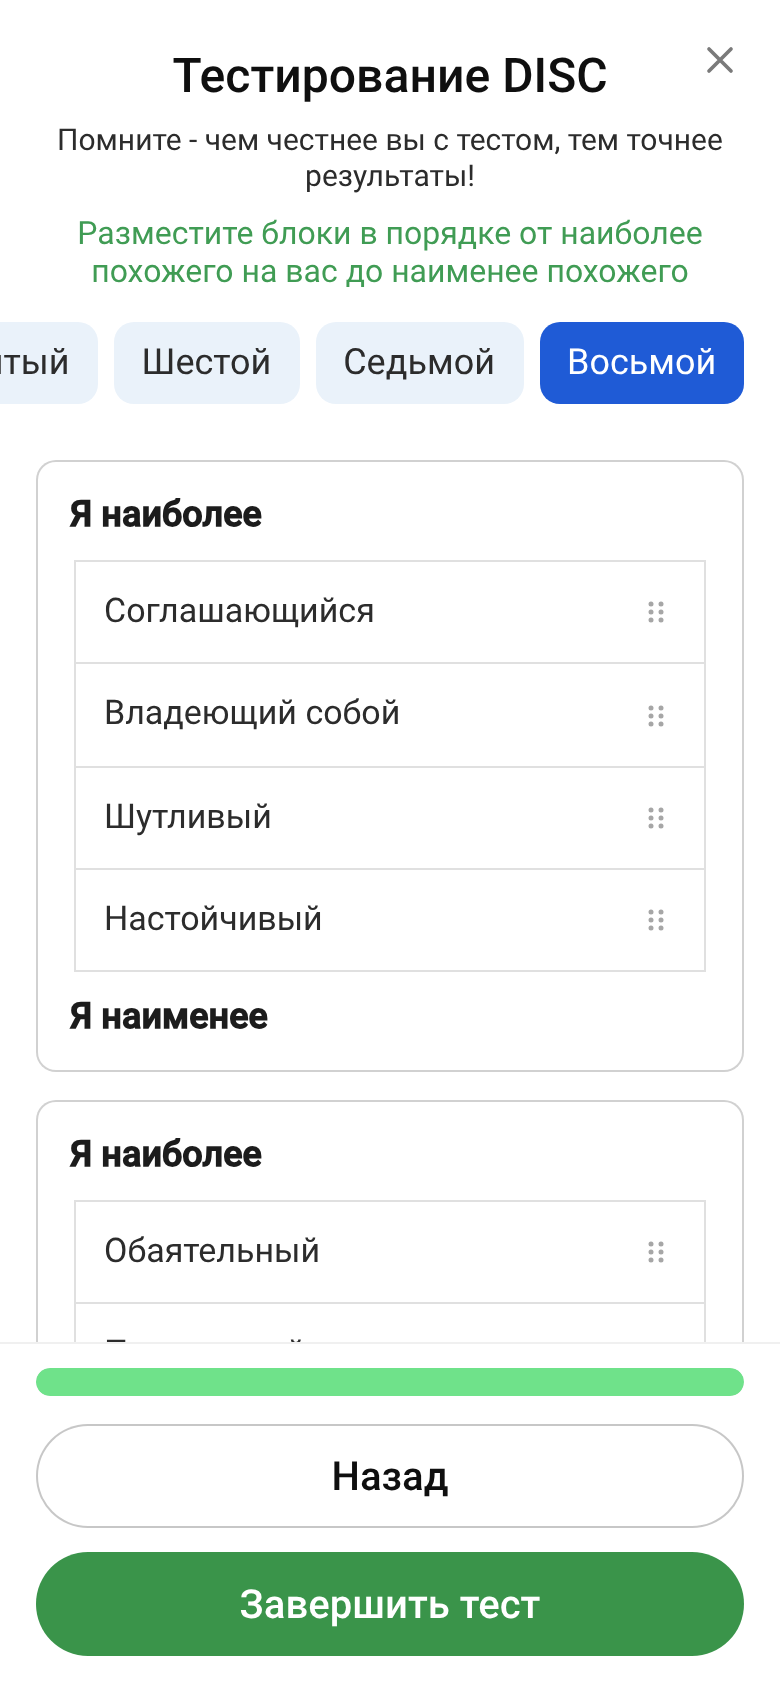 Тестирование DISC
Помните - чем честнее вы с тестом, тем точнее
результаты!
Разместите блоки в порядке от наиболее
похожего на вас до наименее похожего
тый Шестой Седьмой Восьмой
Я наиболее
Соглашающийся
Владеющий собой
Шутливый
Настойчивый
Я наименее
Я наиболее
Обаятельный
Назад
Завершить тест